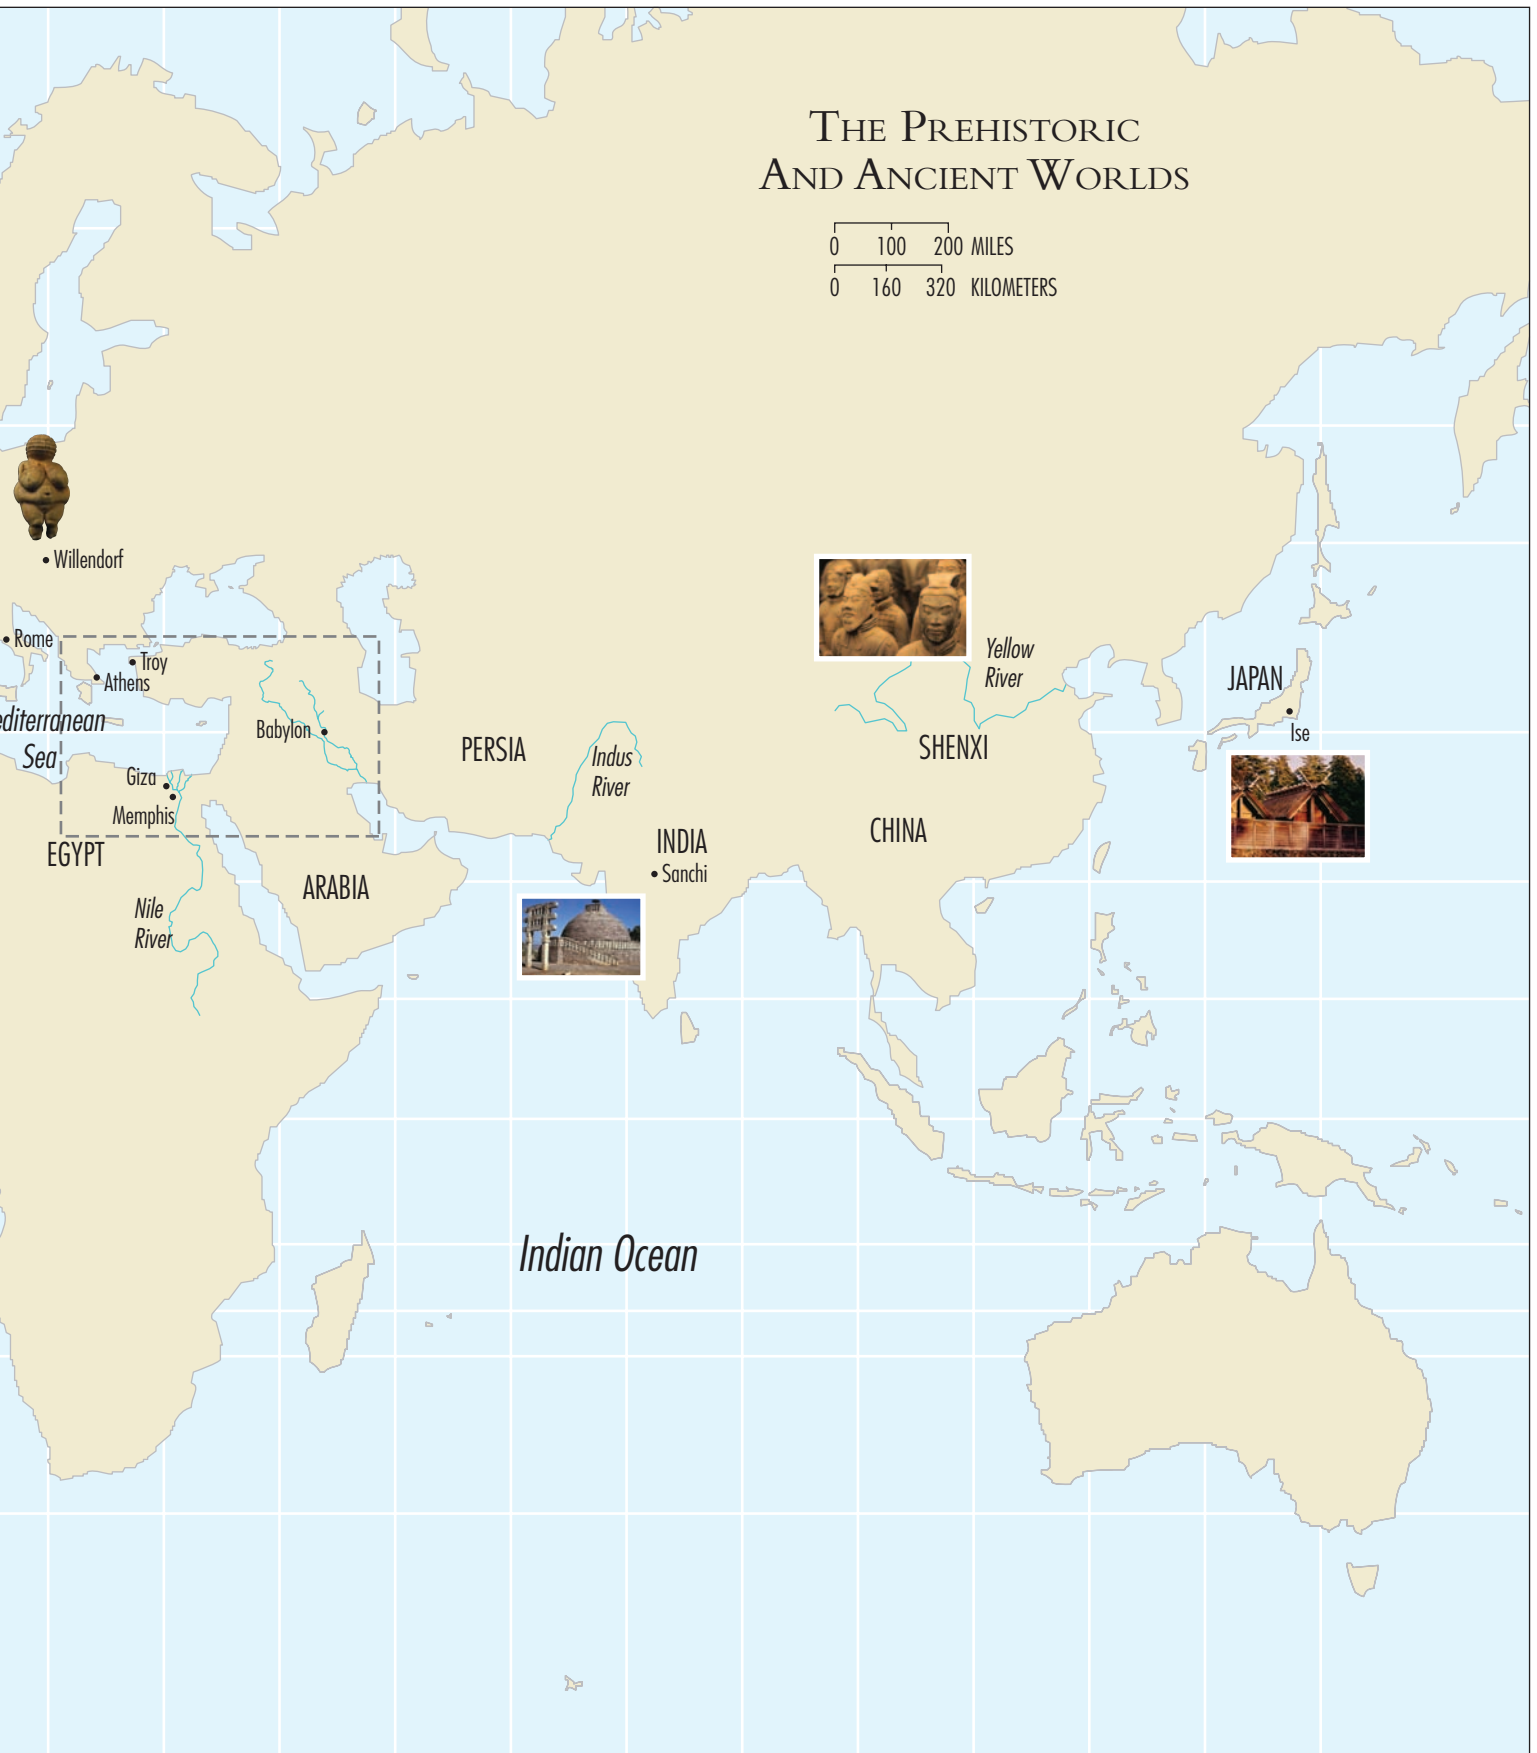 THE PREHISTORIC
AND ANCIENT WORLDS
0 100 200 MILES
0 160 320 KILOMETERS
Willendorf
Rome
Troy
Athens
editerranean
Sea
Babylon
Giza
Memphis
EGYPT
Nile
River
ARABIA
PERSIA
Indus
River
INDIA
Sanchi
Yellow
River
SHENXI
CHINA
JAPAN
Ise
Indian Ocean